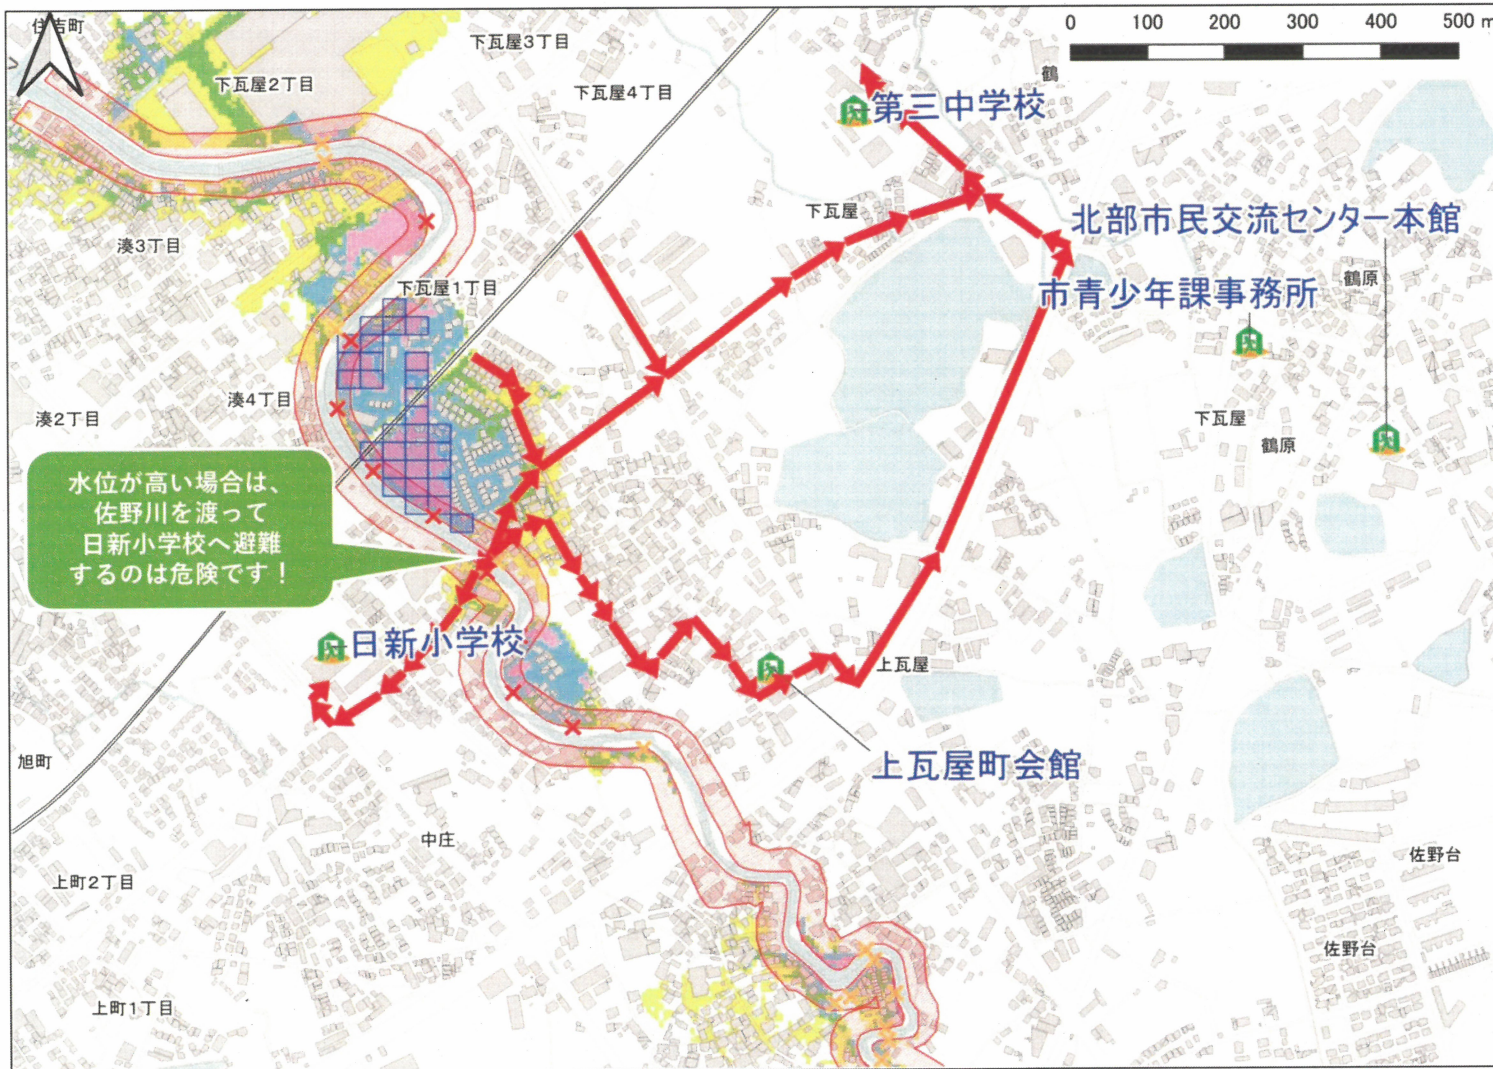 住吉町
下瓦屋3丁目
下瓦屋2丁目
下瓦屋4丁目
0 100 200 300 400 500 m
鶴
第三中学校
下瓦屋
北部市民交流センター本館
湊3丁目
下瓦屋1丁目
市青少年課事務所
鶴原
湊4丁目
湊2丁目
下瓦屋
鶴原
水位が高い場合は、
佐野川を渡って
日新小学校へ避難
するのは危険です！
日新小学校
上瓦屋
旭町
上瓦屋町会館
中庄
佐野台
上町2丁目
佐野台
上町1丁目